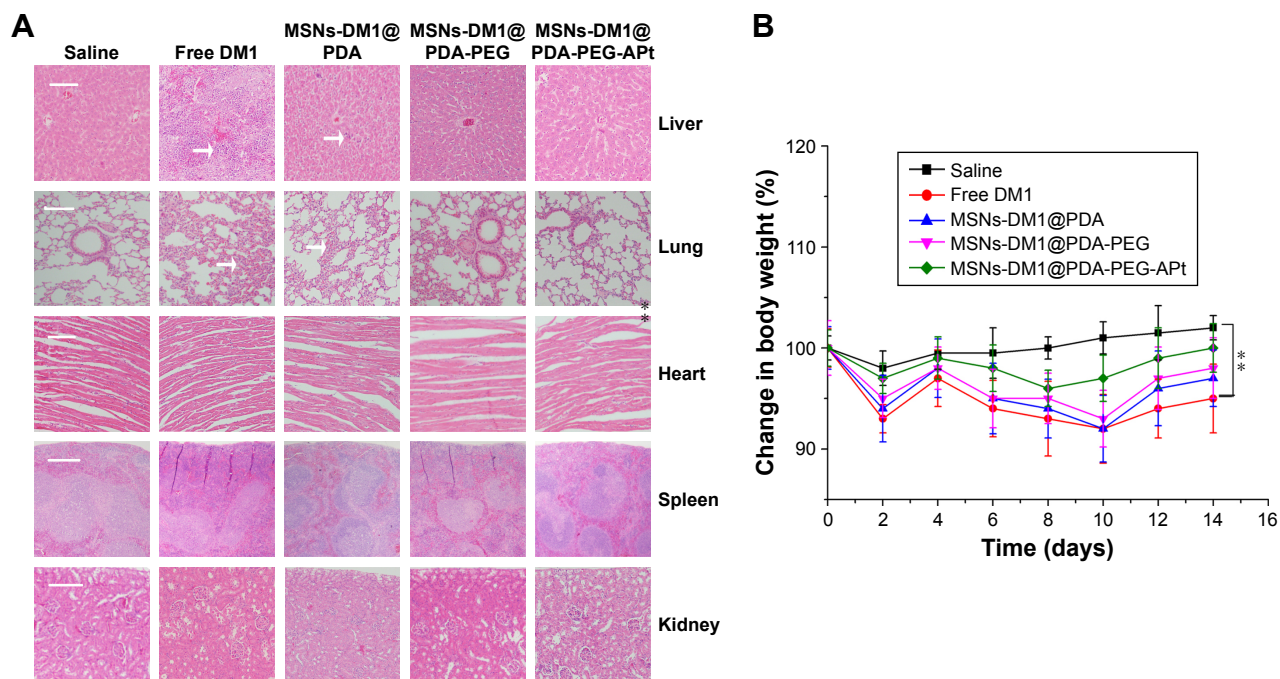 A
Saline
Free DM1
MSNs-DM1@
PDA
MSNs-DM1@
PDA-PEG
MSNs-DM1@
PDA-PEG-APt
Liver
Lung
**
Heart
Spleen
Kidney
B
Change in body weight (%)
120
110
100
90
Saline
Free DM1
MSNs-DM1@PDA
MSNs-DM1@PDA-PEG
MSNs-DM1@PDA-PEG-APt
**
0
2
4
6
8
10
12
14
16
Time (days)